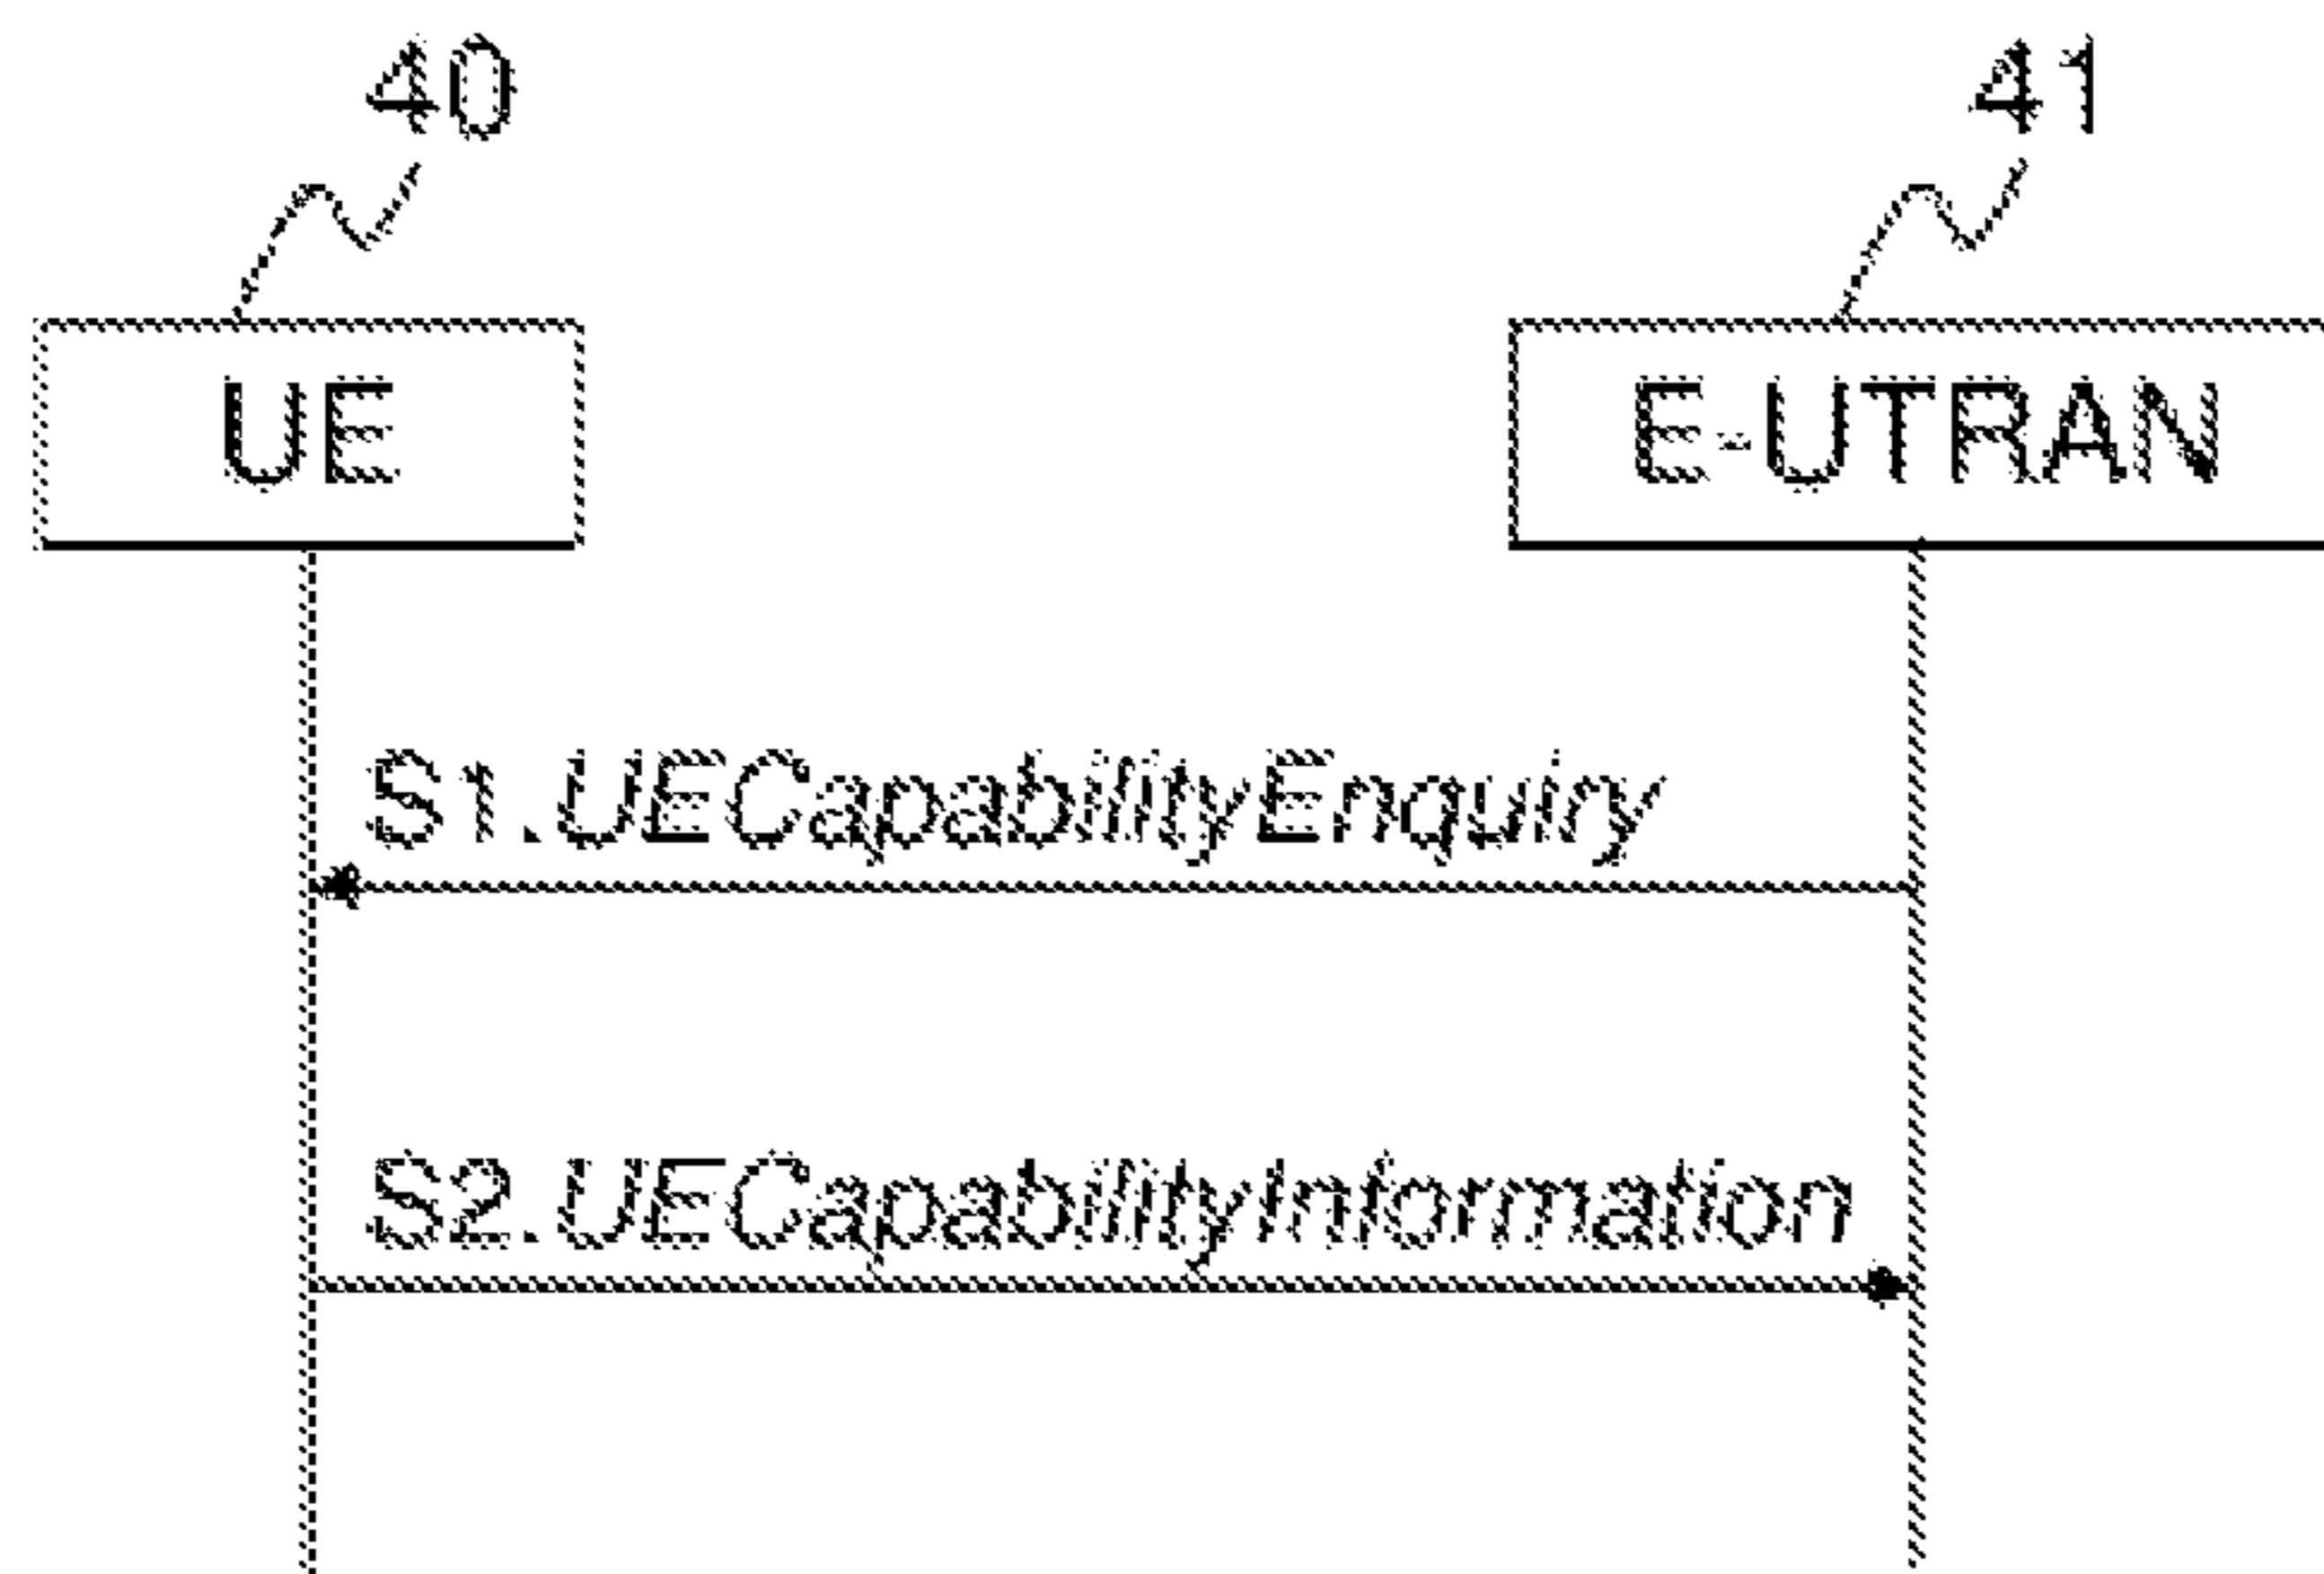 40
41
UE
E-UTRAN
S1.UECapabilityEnquiry
S2.UECapabilityInformation